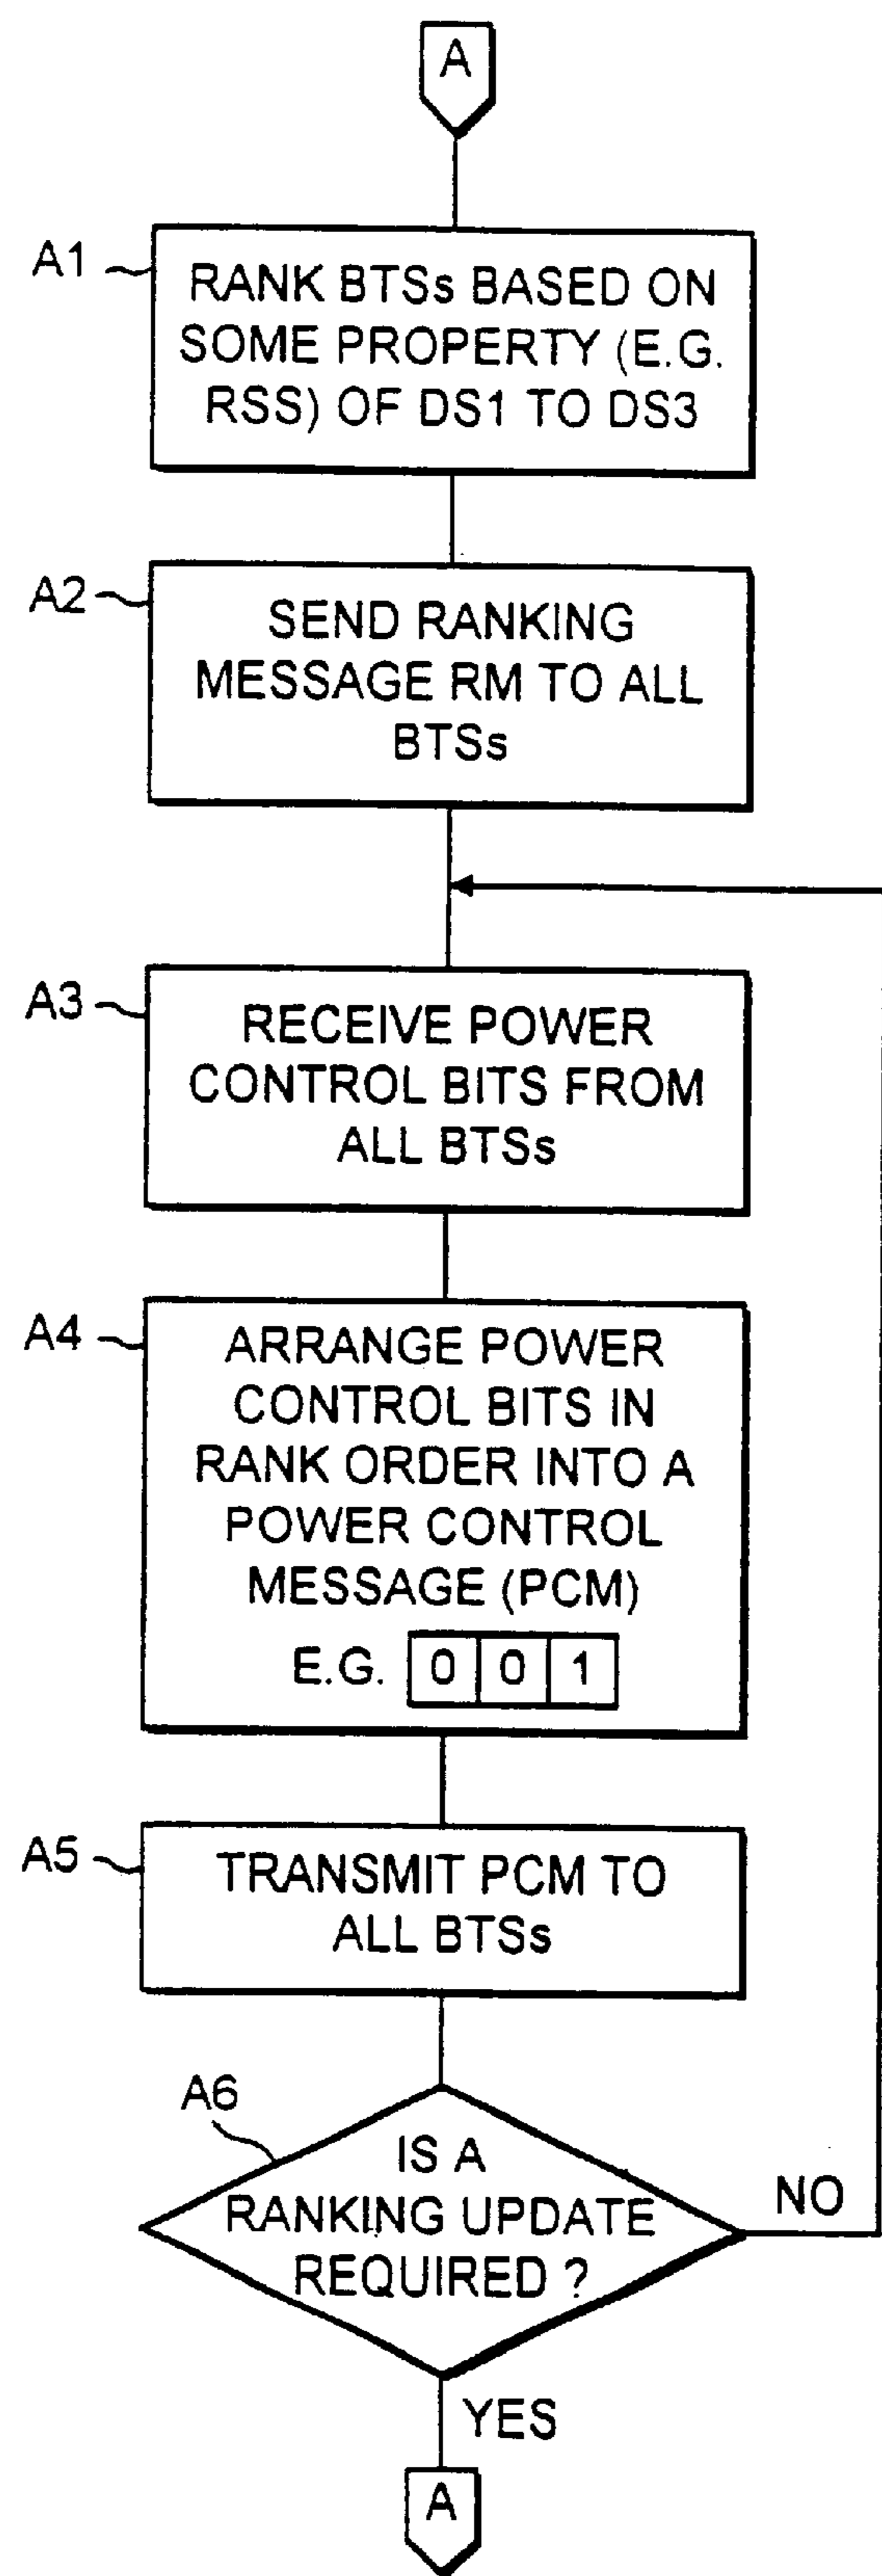 A
A1
RANK BTSs BASED ON
SOME PROPERTY (E.G.
RSS) OF DS1 TO DS3
A2
SEND RANKING
MESSAGE RM TO ALL
BTSs
A3
RECEIVE POWER
CONTROL BITS FROM
ALL BTSs
A4
ARRANGE POWER
CONTROL BITS IN
RANK ORDER INTO A
POWER CONTROL
MESSAGE (PCM)
E.G. 0 0 1
A5
TRANSMIT PCM TO
ALL BTSs
A6
IS A
RANKING UPDATE
REQUIRED ?
NO
YES
A